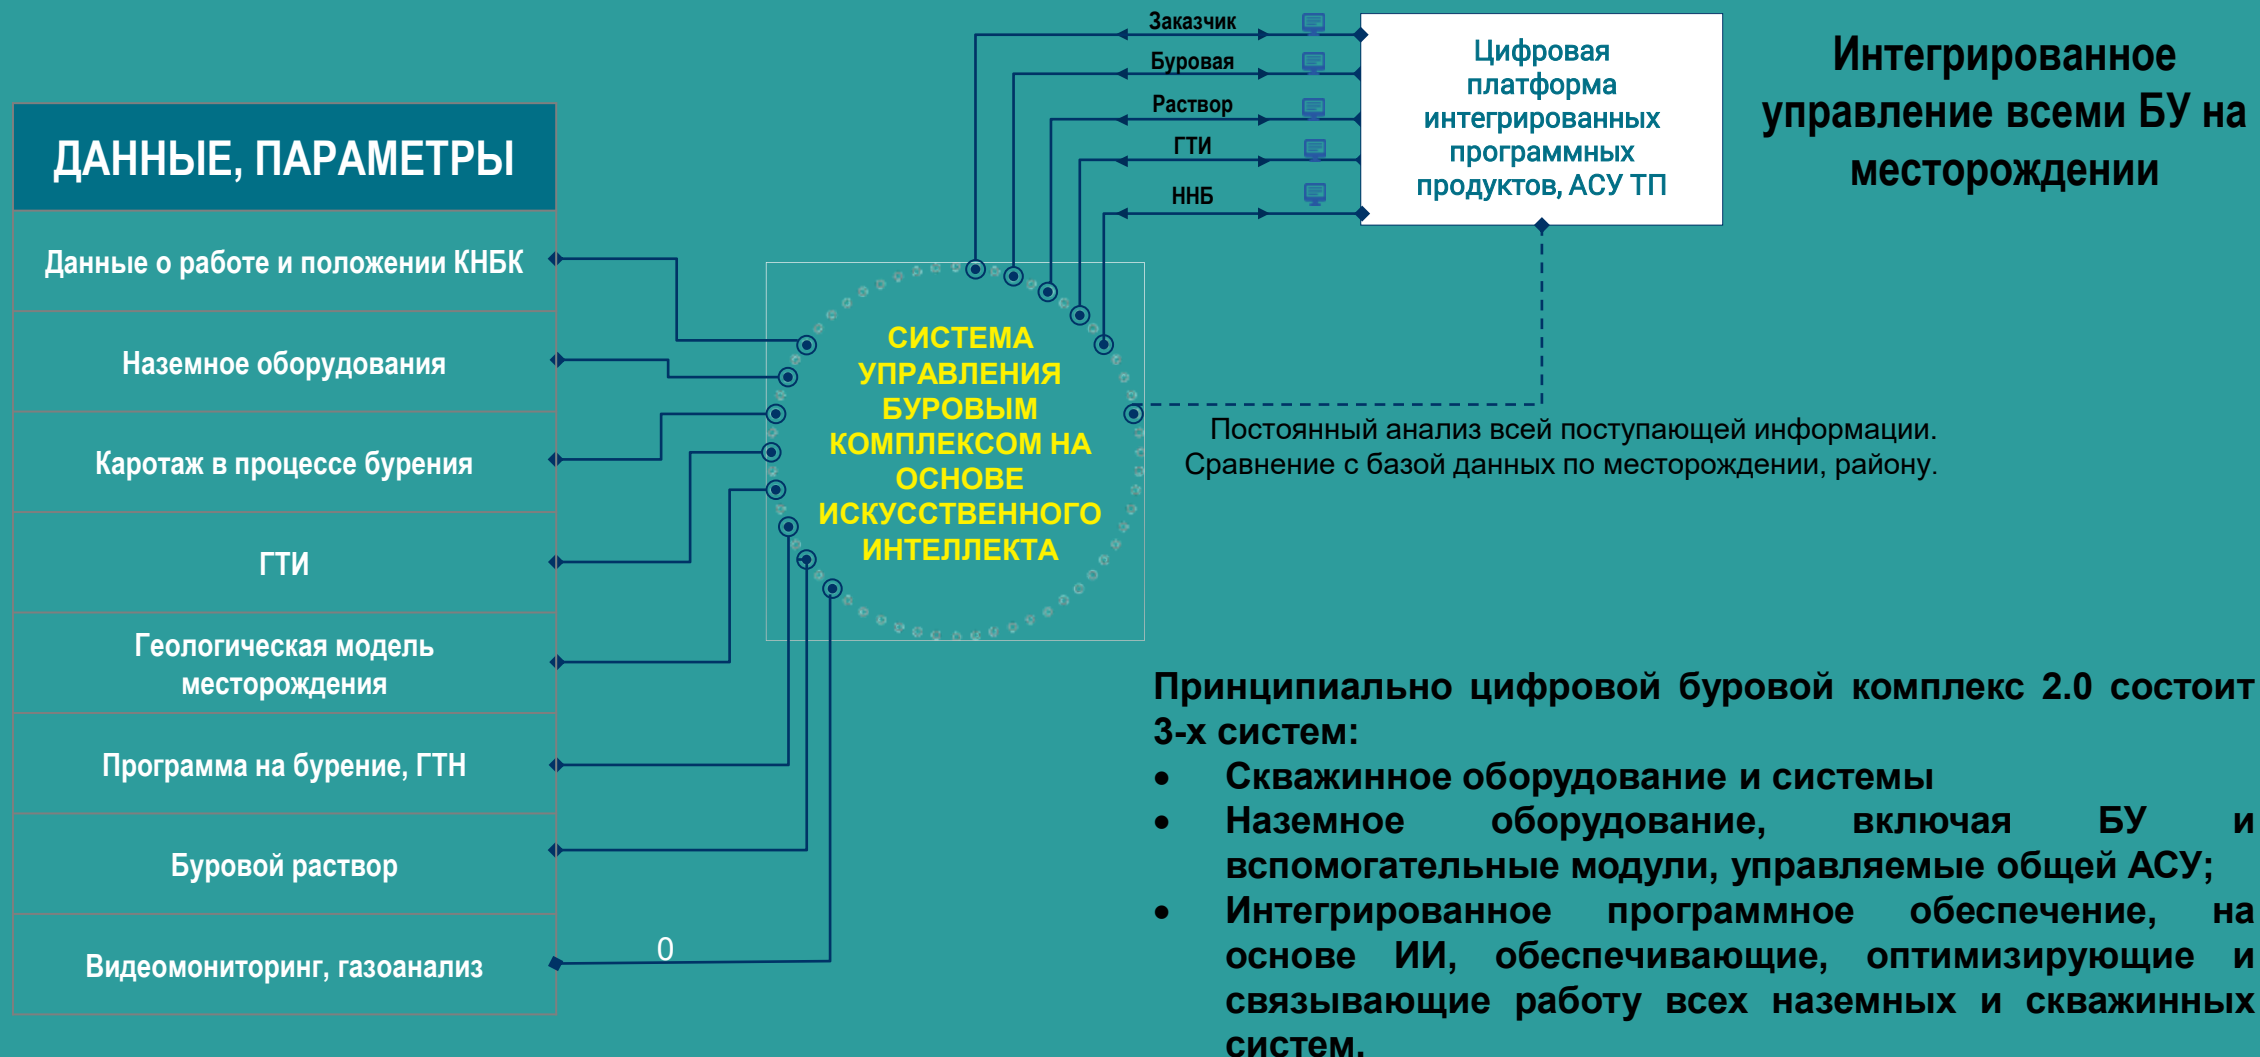 Заказчик
Буровая
Раствор
ГТИ
ННБ
Цифровая
платформа
интегрированных
программных
продуктов, АСУ ТП
Интегрированное
управление всеми БУ на
месторождении
ДАННЫЕ, ПАРАМЕТРЫ
Данные о работе и положении КНБК
Наземное оборудования
Каротаж в процессе бурения
ГТИ
Геологическая модель
месторождения
Программа на бурение, ГТН
Буровой раствор
Видеомониторинг, газоанализ
0
СИСТЕМА
УПРАВЛЕНИЯ
БУРОВЫМ
КОМПЛЕКСОМ НА
ОСНОВЕ
ИСКУССТВЕННОГО
ИНТЕЛЛЕКТА
Постоянный анализ всей поступающей информации.
Сравнение с базой данных по месторождении, району.
Принципиально цифровой буровой комплекс 2.0 состоит
3-х систем:
• Скважинное оборудование и системы
• Наземное оборудование, включая БУ и
вспомогательные модули, управляемые общей АСУ;
• Интегрированное программное обеспечение, на
основе ИИ, обеспечивающие, оптимизирующие и
связывающие работу всех наземных и скважинных
систем.